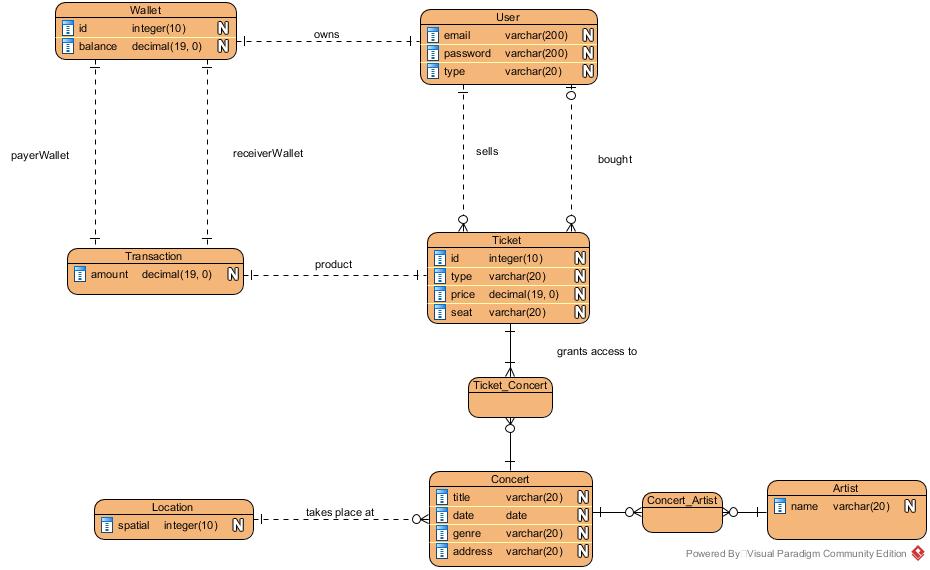 Wallet
id integer(10) N
balance decimal(19, 0) N
owns
User
email varchar(200) N
password varchar(200) N
type varchar(20) N
payerWallet
receiverWallet
sells
bought
Transaction
amount decimal(19, 0) N
product
Ticket
id integer(10) N
type varchar(20) N
price decimal(19, 0) N
seat varchar(20) N
grants access to
Ticket_Concert
Location
spatial integer(10) N
takes place at
Concert
title varchar(20) N
date date N
genre varchar(20) N
address varchar(20) N
Concert_Artist
Artist
name varchar(20) N
Powered By Visual Paradigm Community Edition